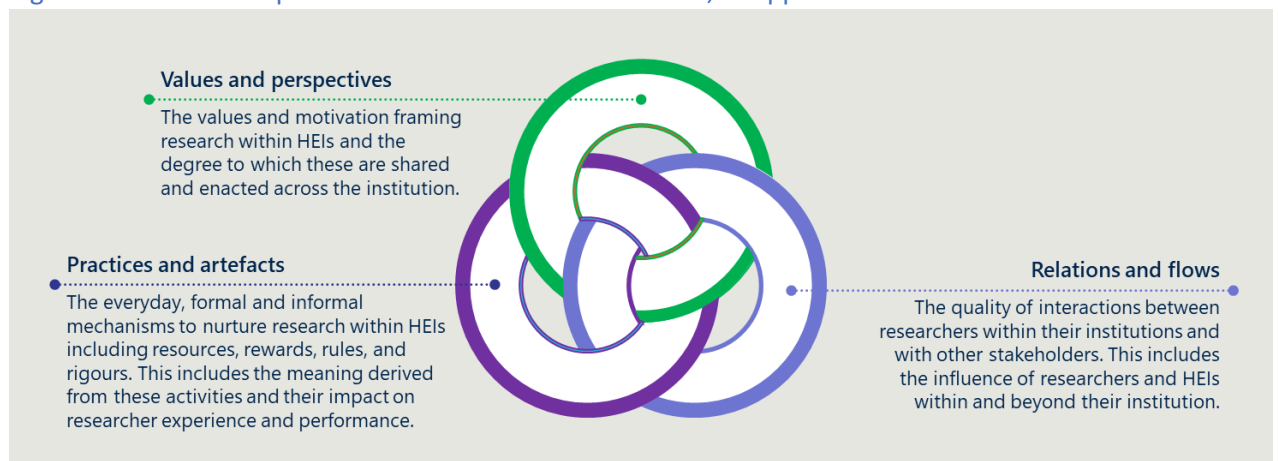 Values and perspectives
The values and motivation framing
research within HEIs and the
degree to which these are shared
and enacted across the institution.
Practices and artefacts
The everyday, formal and informal
mechanisms to nurture research within HEIs
including resources, rewards, rules, and
rigours. This includes the meaning derived
from these activities and their impact on
researcher experience and performance.
Relations and flows
The quality of interactions between
researchers within their institutions and
with other stakeholders. This includes
the influence of researchers and HEIs
within and beyond their institution.